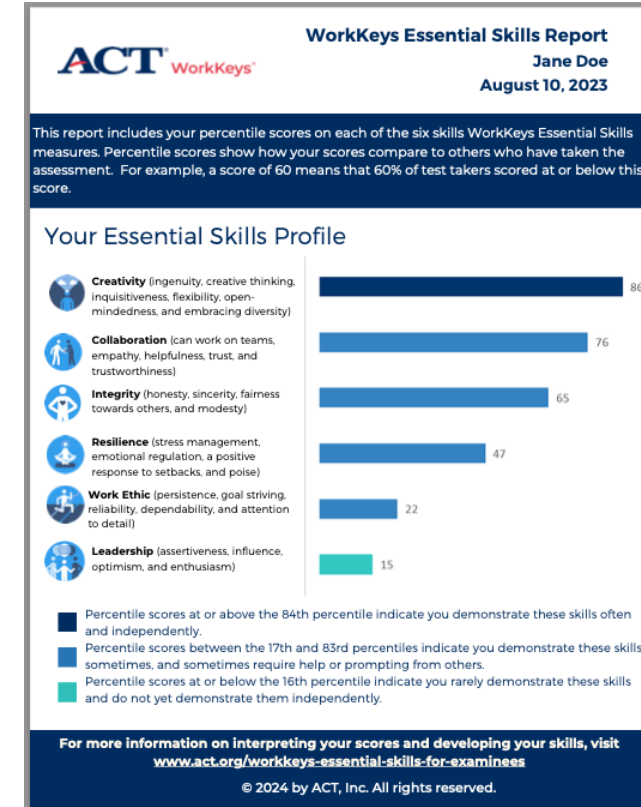 WorkKeys Essential Skills Report
ACT WorkKeys®
Jane Doe
August 10, 2023
This report includes your percentile scores on each of the six skills WorkKeys Essential Skills
measures. Percentile scores show how your scores compare to others who have taken the
assessment. For example, a score of 60 means that 60% of test takers scored at or below this
score.
Your Essential Skills Profile
Creativity (ingenuity, creative thinking,
inquisitiveness, flexibility, open-
mindedness, and embracing diversity)
86
Collaboration (can work on teams,
empathy, helpfulness, trust, and
trustworthiness)
76
Integrity (honesty, sincerity, fairness
towards others, and modesty)
65
Resilience (stress management,
emotional regulation, a positive
response to setbacks, and poise)
47
Work Ethic (persistence, goal striving,
reliability, dependability, and attention
to detail)
22
Leadership (assertiveness, influence,
optimism, and enthusiasm)
15
Percentile scores at or above the 84th percentile indicate you demonstrate these skills often
and independently.
Percentile scores between the 17th and 83rd percentiles indicate you demonstrate these skills
sometimes, and sometimes require help or prompting from others.
Percentile scores at or below the 16th percentile indicate you rarely demonstrate these skills
and do not yet demonstrate them independently.
For more information on interpreting your scores and developing your skills, visit
www.act.org/workkeys-essential-skills-for-examinees
© 2024 by ACT, Inc. All rights reserved.